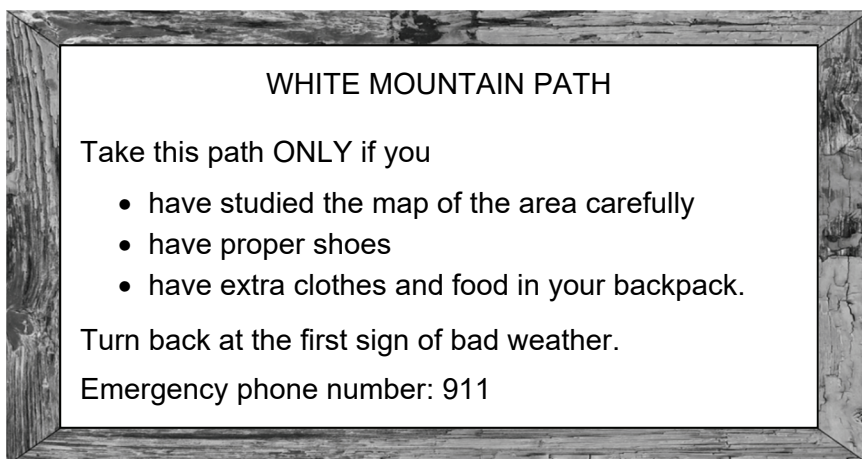 WHITE MOUNTAIN PATH
Take this path ONLY if you
• have studied the map of the area carefully
• have proper shoes
• have extra clothes and food in your backpack.
Turn back at the first sign of bad weather.
Emergency phone number: 911